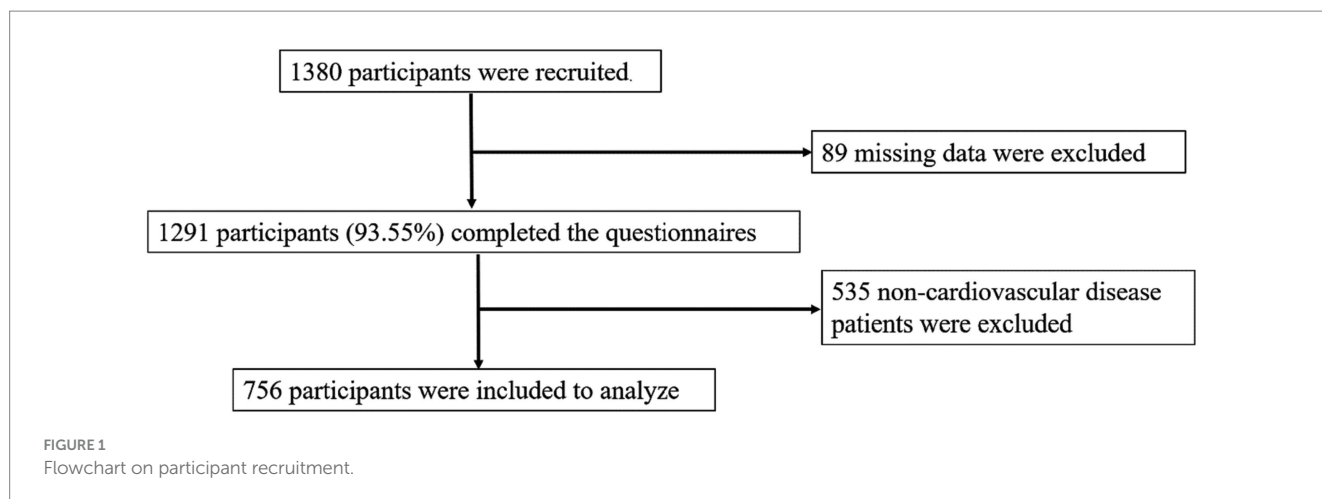 1380 participants were recruited.
89 missing data were excluded
1291 participants (93.55%) completed the questionnaires
535 non-cardiovascular disease
patients were excluded
756 participants were included to analyze
FIGURE 1
Flowchart on participant recruitment.